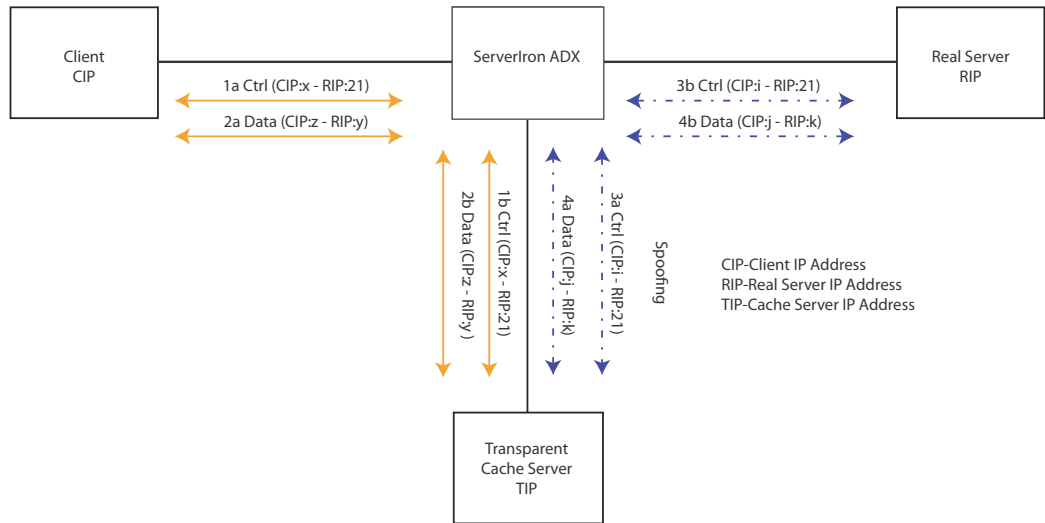 Client
CIP
ServerIron ADX
Real Server
RIP
1a Ctrl (CIP:x - RIP:21)
2a Data (CIP:z - RIP:y)
3b Ctrl (CIP:i - RIP:21)
4b Data (CIP:j - RIP:k)
2b Data (CIP:z - RIP:y )
1b Ctrl (CIP:x - RIP:21)
4a Data (CIP:j - RIP:k)
3a Ctrl (CIP:i - RIP:21)
Spoofing
CIP-Client IP Address
RIP-Real Server IP Address
TIP-Cache Server IP Address
Transparent
Cache Server
TIP